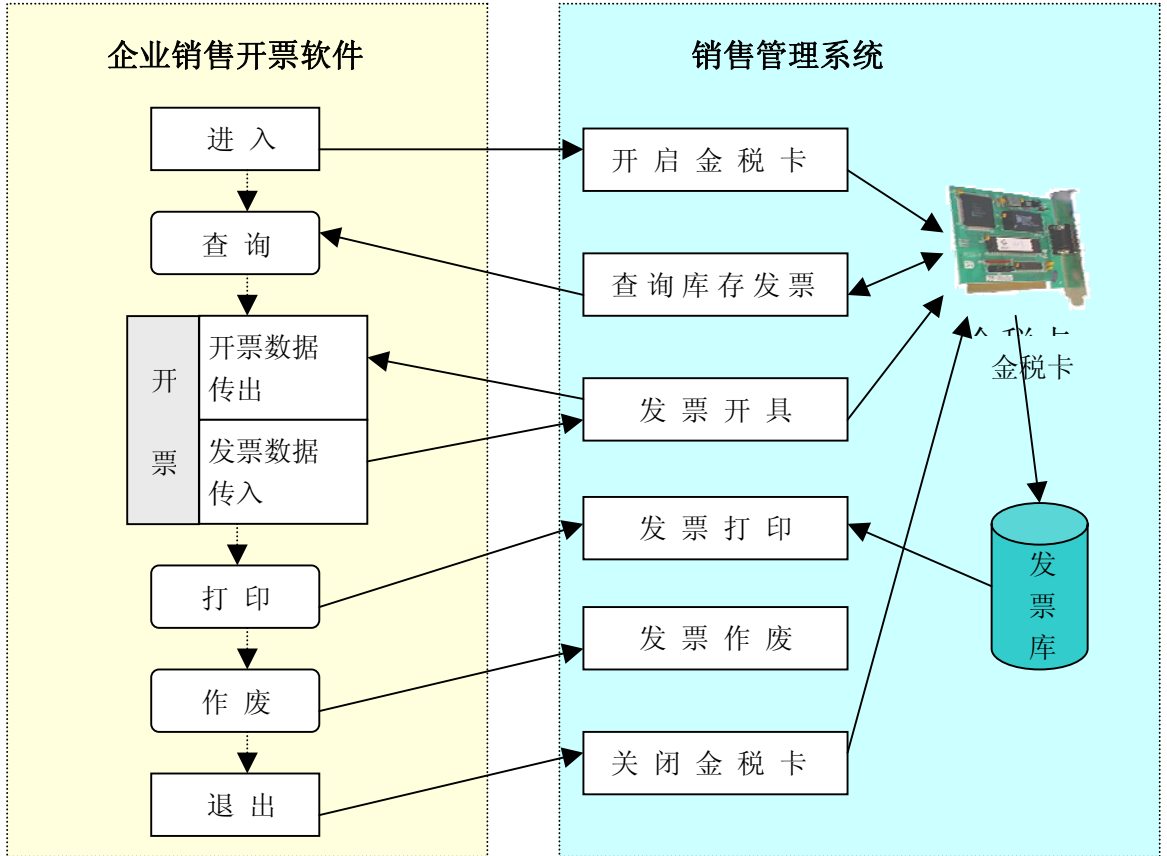 企业销售开票软件
进 入
查 询
开
票
开票数据
传出
发票数据
传入
打 印
作 废
退 出
销售管理系统
开 启 金 税 卡
查询库存发票
发 票 开 具
发 票 打 印
发 票 作 废
关 闭 金 税 卡
金税卡
发
票
库